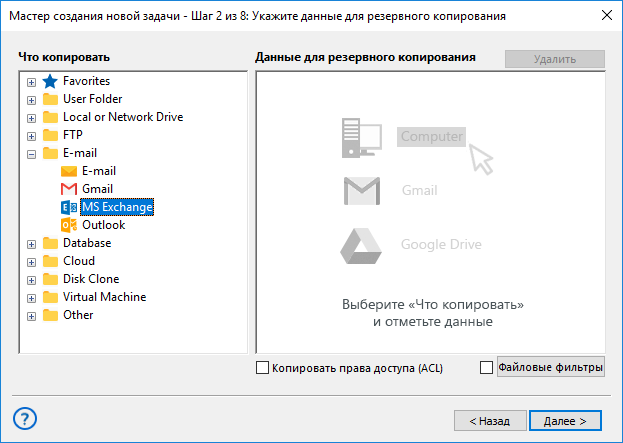 Мастер создания новой задачи - Шаг 2 из 8: Укажите данные для резервного копирования
Что копировать
Данные для резервного копирования
Удалить
Favorites
User Folder
Local or Network Drive
FTP
E-mail
E-mail
Gmail
MS Exchange
Outlook
Database
Cloud
Disk Clone
Virtual Machine
Other
Computer
Gmail
Google Drive
Выберите «Что копировать»
и отметьте данные
Копировать права доступа (ACL)
Файловые фильтры
?
< Назад
Далее >